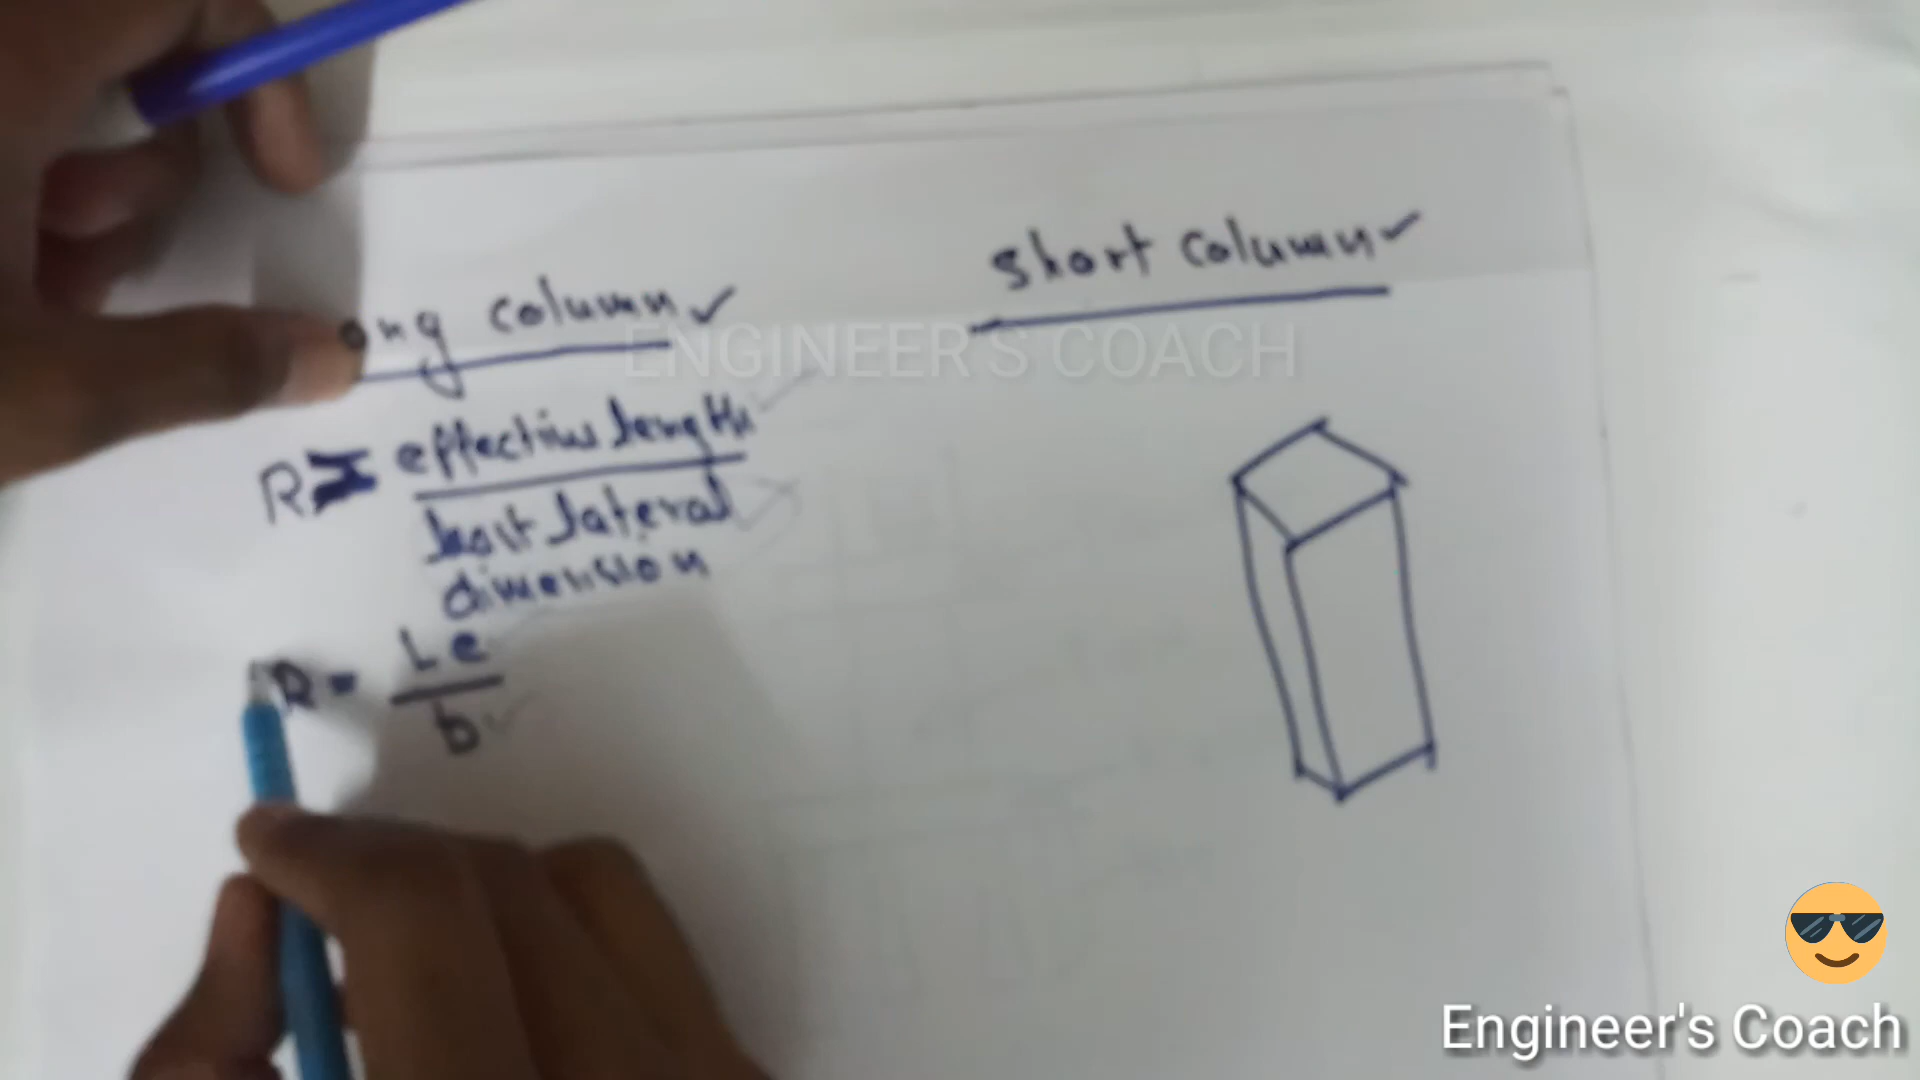 ong column ✓
short column ✓
ENGINEER'S COACH
R = effective length
least lateral
dimension
R = Le
b
Engineer's Coach